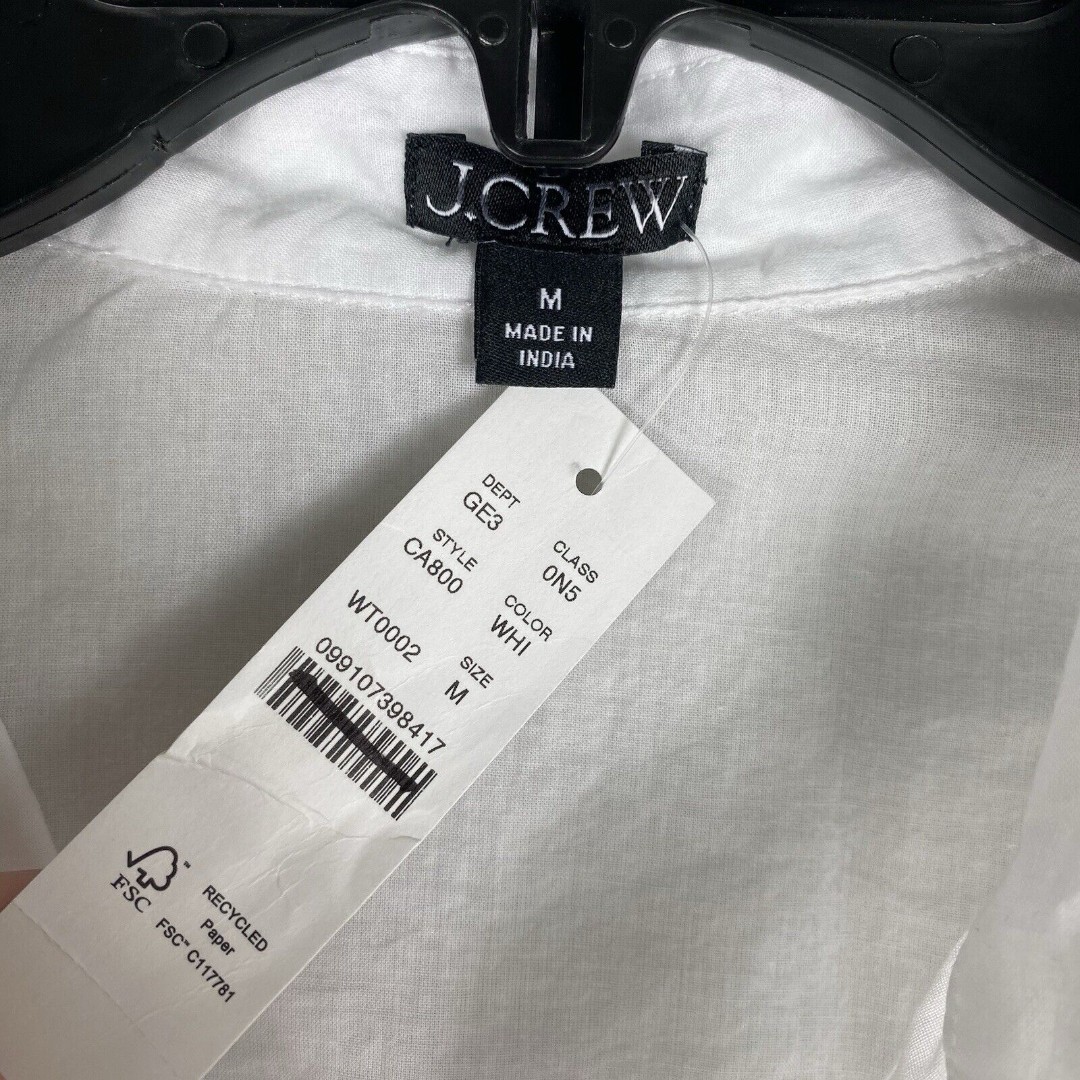 J.CREW
M
MADE IN
INDIA
DEPT
GE3
CLASS
0N5
STYLE
CA800
COLOR
WHI
WT0002
SIZE
M
099107398417
FSC
RECYCLED
Paper
FSC™ C117781